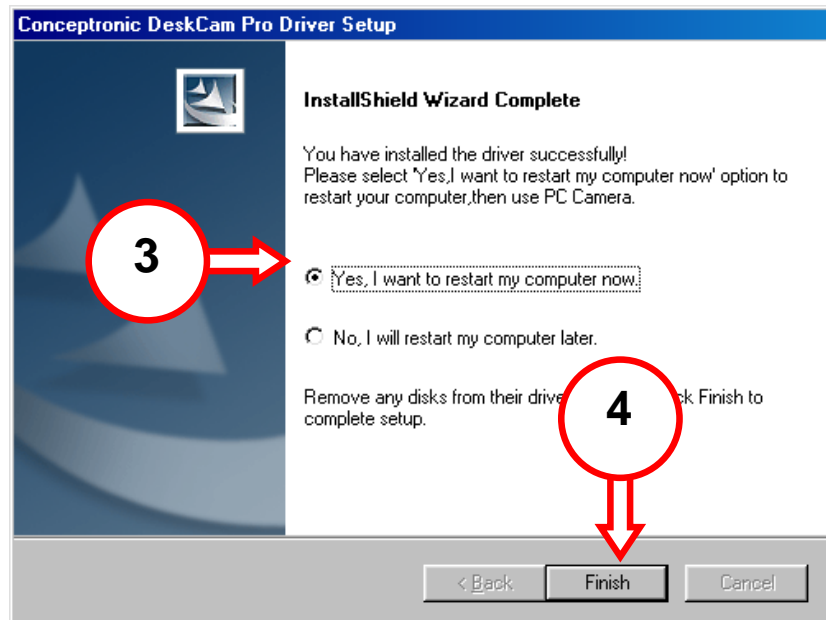 Conceptronic DeskCam Pro Driver Setup
InstallShield Wizard Complete
You have installed the driver successfully!
Please select 'Yes,I want to restart my computer now' option to
restart your computer,then use PC Camera.
3
Yes, I want to restart my computer now.
No, I will restart my computer later.
Remove any disks from their Finish to
complete setup.
4
< Back
Finish
Cancel